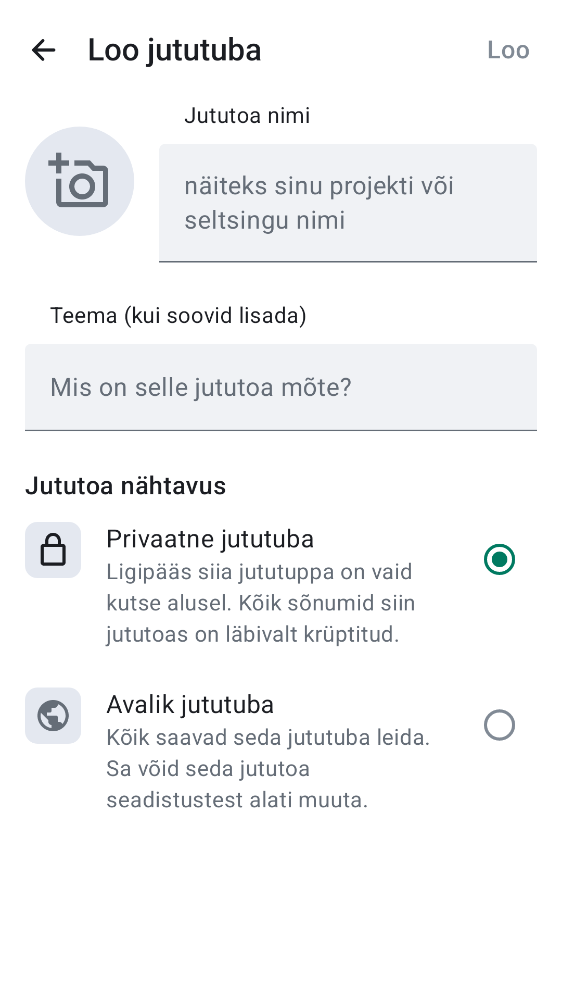 Loo jututuba
Loo
Jututoa nimi
näiteks sinu projekti või
seltsingu nimi
Teema (kui soovid lisada)
Mis on selle jututoa mõte?
Jututoa nähtavus
Privaatne jututuba
Ligipääs siia jututuppa on vaid
kutse alusel. Kõik sõnumid siin
jututoas on läbivalt krüptitud.
Avalik jututuba
Kõik saavad seda jututuba leida.
Sa võid seda jututoa
seadistustest alati muuta.